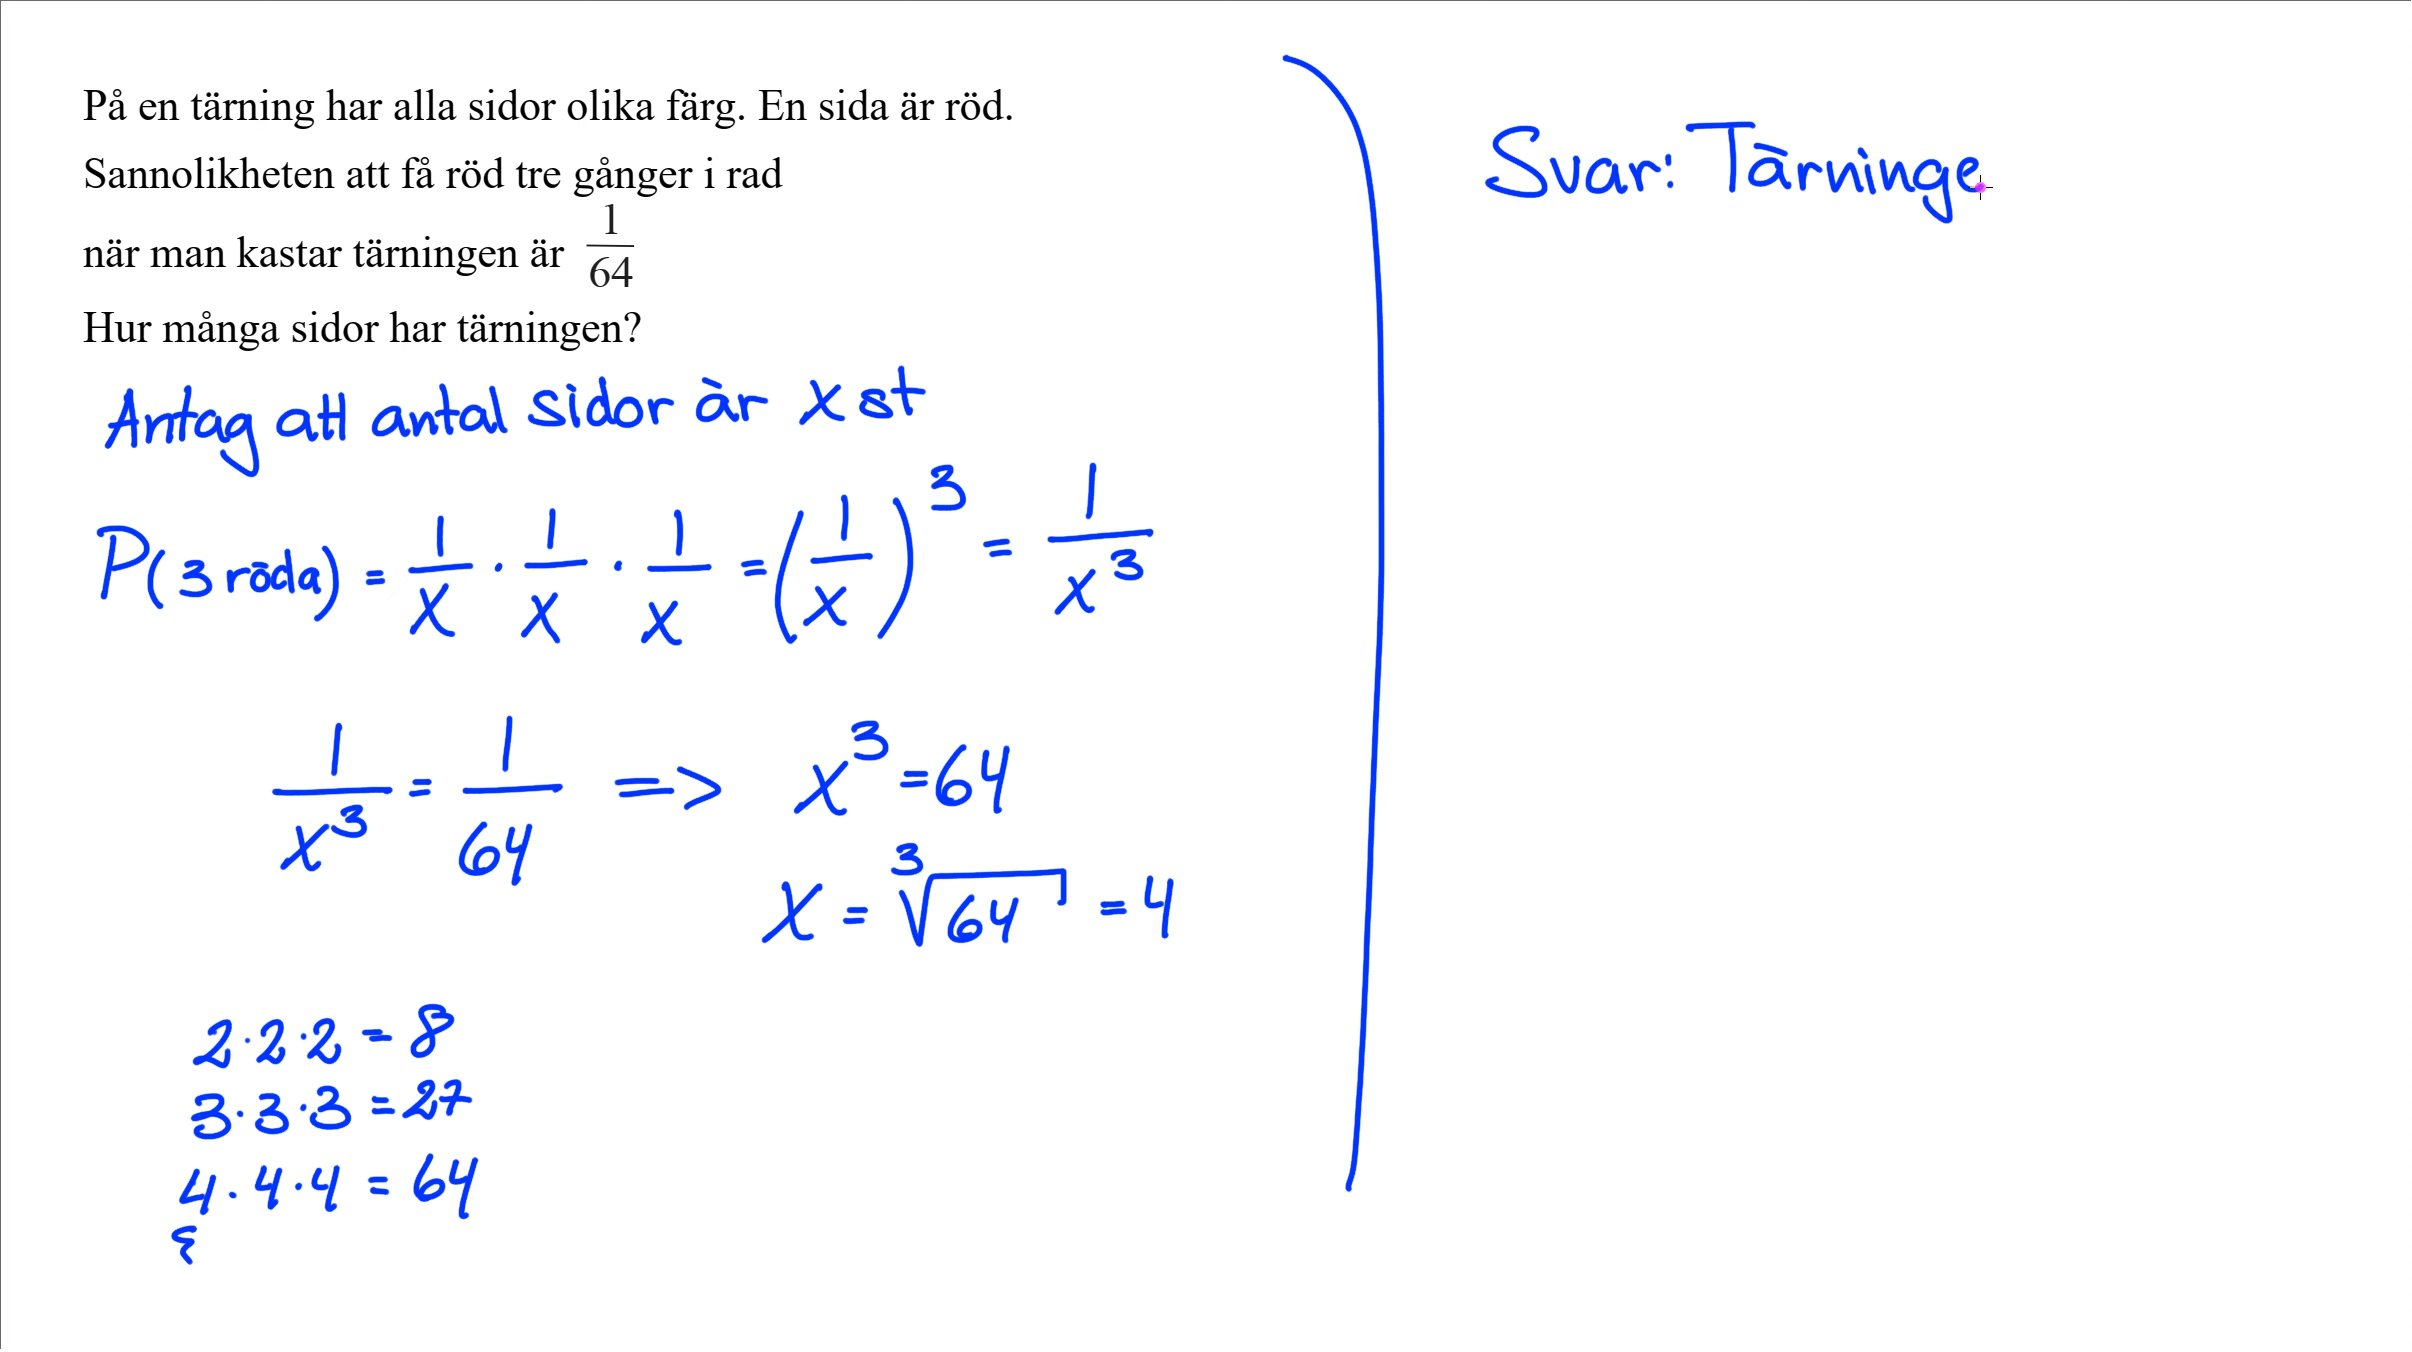 På en tärning har alla sidor olika färg. En sida är röd.
Sannolikheten att få röd tre gånger i rad
när man kastar tärningen är 1/64
Hur många sidor har tärningen?
Antag att antal sidor är x st
P(3 röda) = 1/x · 1/x · 1/x = (1/x)^3 = 1/x^3
1/x^3 = 1/64 => x^3 = 64
x = ∛64 = 4
2·2·2 = 8
3·3·3 = 27
4·4·4 = 64
Svar: Tärninge